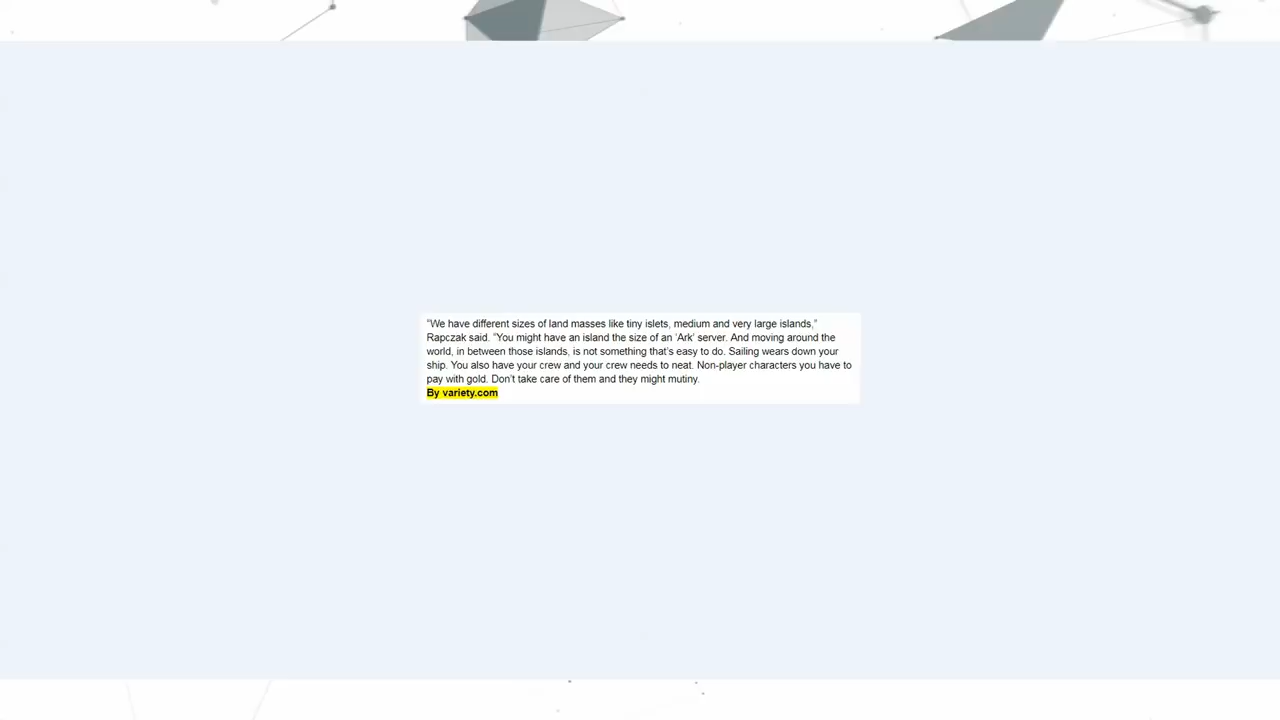 "We have different sizes of land masses like tiny islets, medium and very large islands,"
Rapczak said. "You might have an island the size of an 'Ark' server. And moving around the
world, in between those islands, is not something that's easy to do. Sailing wears down your
ship. You also have your crew and your crew needs to neat. Non-player characters you have to
pay with gold. Don't take care of them and they might mutiny.
By variety.com